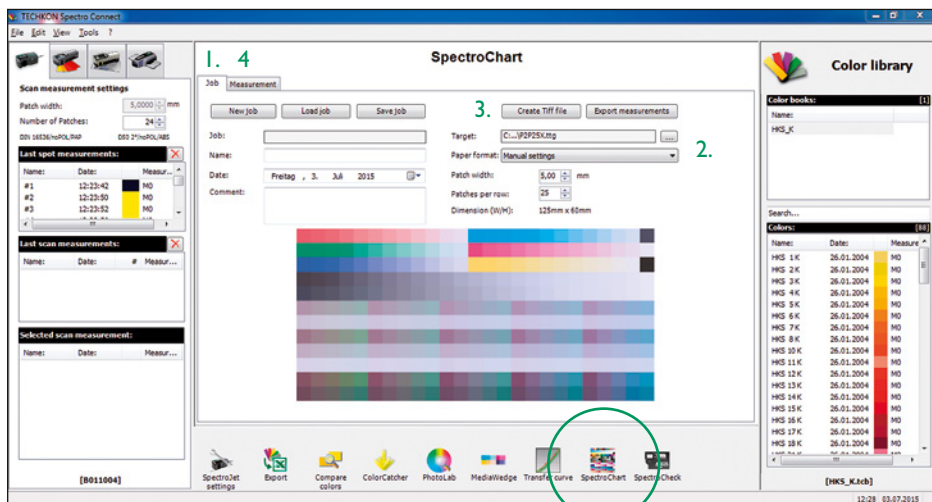 TECHKON Spectro Connect
File Edit View Tools ?
1. 4
SpectroChart
Color library
Job Measurement
Scan measurement settings
Patch width: 5,0000 mm
Number of Patches: 24
DIN 16536/noPOL/PAP D50 2°/noPOL/ABS
Last spot measurements:
Name: Date: Measur...
#1 12:23:42 M0
#2 12:23:50 M0
#3 12:23:52 M0
Last scan measurements:
Name: Date: # Measur...
Selected scan measurement:
Name: Date: Measur...
[B011004]
New job Load job Save job
3. Create Tiff file Export measurements
Job:
Name:
Date: Freitag , 3. Juli 2015
Comment:
Target: C:...\P2P25X.ttg ...
2.
Paper format: Manual settings
Patch width: 5,00 mm
Patches per row: 25
Dimension (W/H): 125mm x 60mm
Color books: [1]
Name:
HKS_K
Search...
Colors: [88]
Name: Date: Measure
HKS 1 K 26.01.2004 M0
HKS 2 K 26.01.2004 M0
HKS 3 K 26.01.2004 M0
HKS 4 K 26.01.2004 M0
HKS 5 K 26.01.2004 M0
HKS 6 K 26.01.2004 M0
HKS 7 K 26.01.2004 M0
HKS 8 K 26.01.2004 M0
HKS 10 K 26.01.2004 M0
HKS 11 K 26.01.2004 M0
HKS 12 K 26.01.2004 M0
HKS 13 K 26.01.2004 M0
HKS 14 K 26.01.2004 M0
HKS 15 K 26.01.2004 M0
HKS 16 K 26.01.2004 M0
HKS 17 K 26.01.2004 M0
HKS 18 K 26.01.2004 M0
[HKS_K.tcb]
SpectroJet settings
Export
Compare colors
ColorCatcher
PhotoLab
MediaWedge
Transfer curve
SpectroChart
SpectroCheck
12:28 03.07.2015